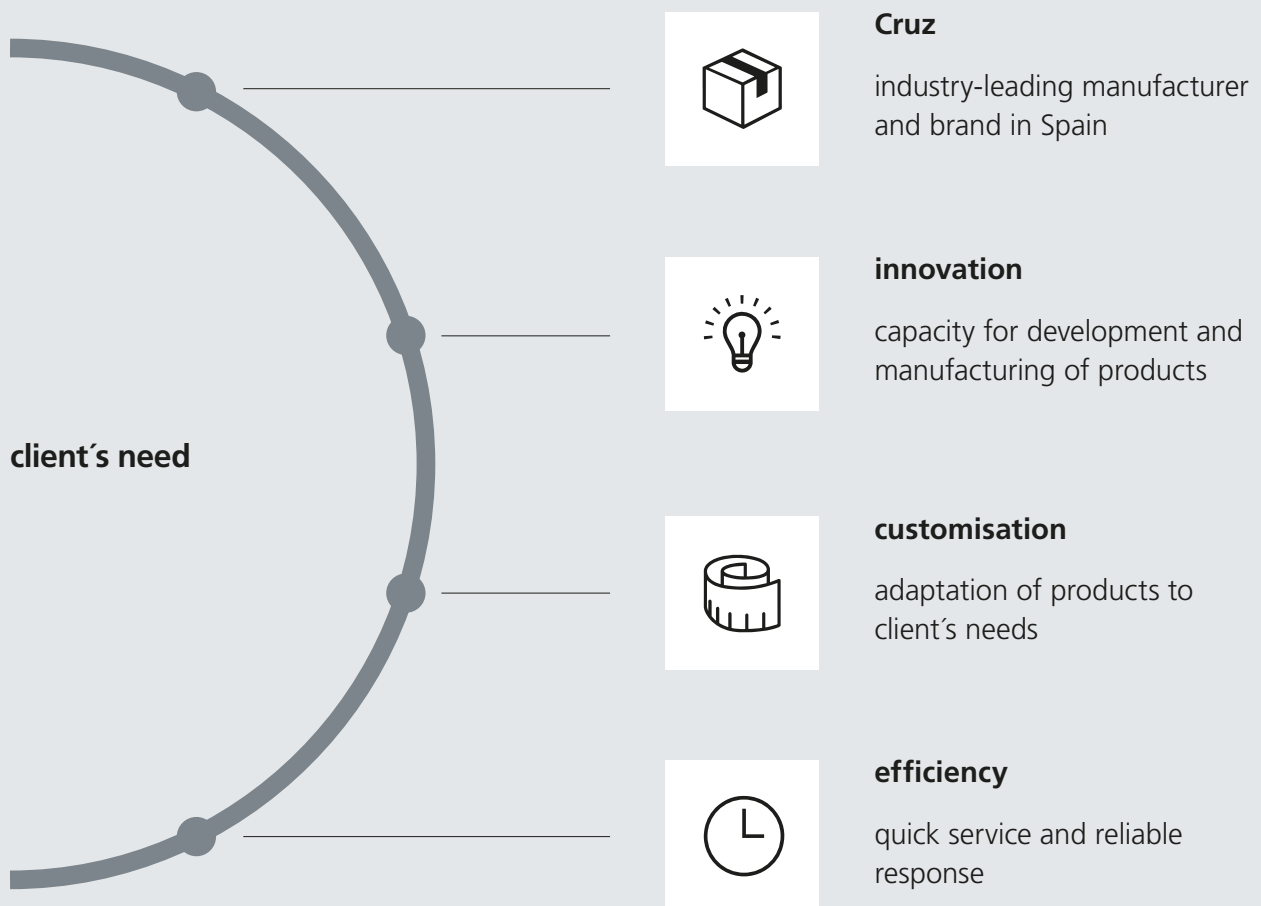 Cruz
industry-leading manufacturer
and brand in Spain
innovation
capacity for development and
manufacturing of products
client´s need
customisation
adaptation of products to
client´s needs
efficiency
quick service and reliable
response